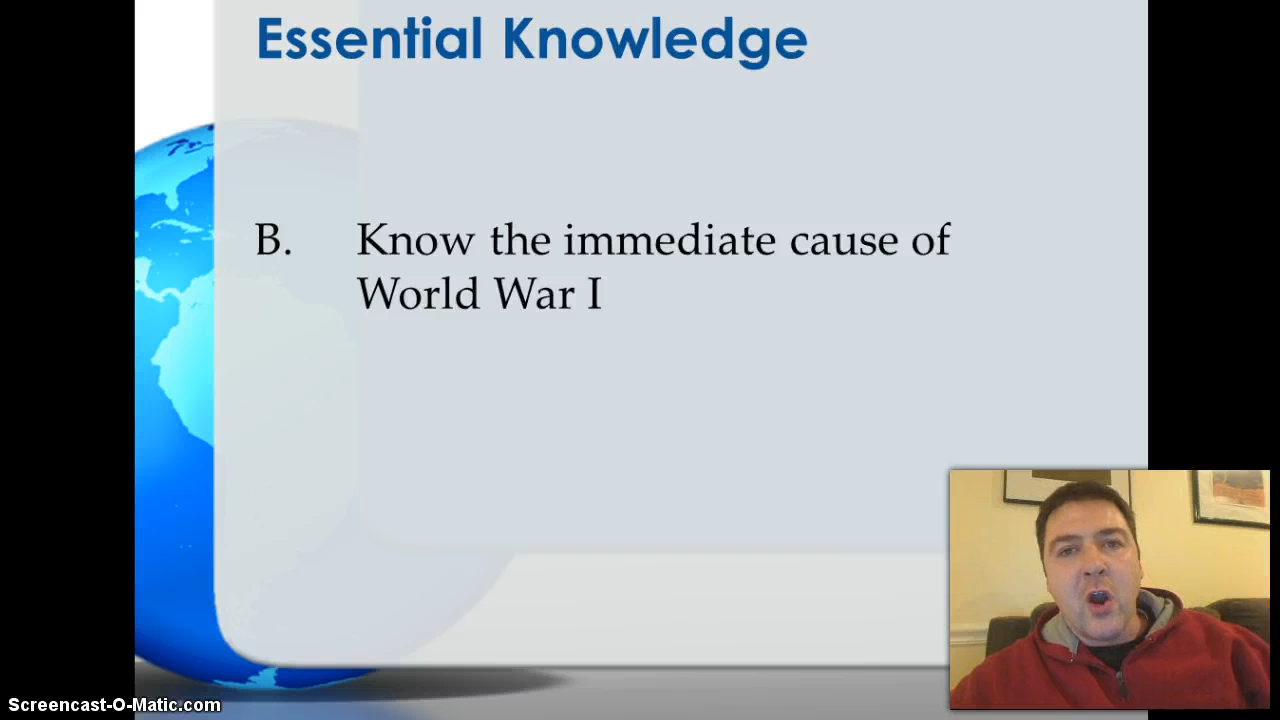 Essential Knowledge
B. Know the immediate cause of
World War I
Screencast-O-Matic.com